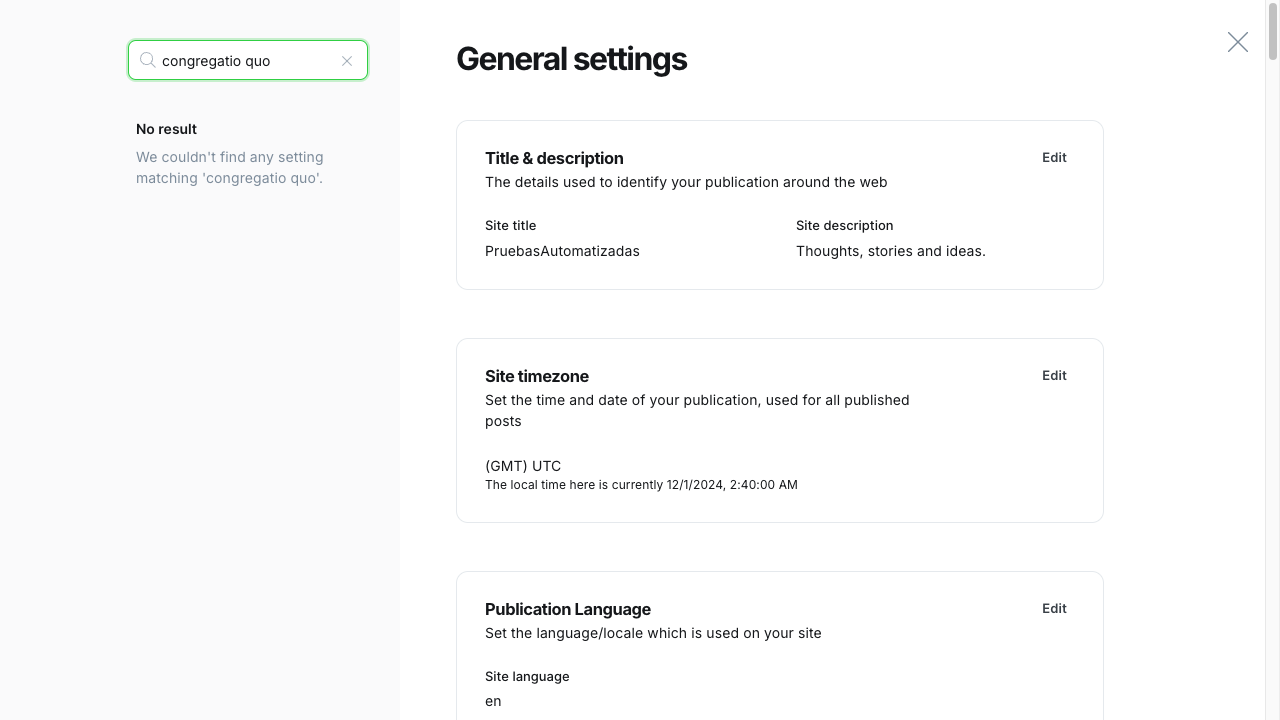 congregatio quo
No result
We couldn't find any setting
matching 'congregatio quo'.
General settings
Title & description
Edit
The details used to identify your publication around the web
Site title
Site description
PruebasAutomatizadas
Thoughts, stories and ideas.
Site timezone
Edit
Set the time and date of your publication, used for all published
posts
(GMT) UTC
The local time here is currently 12/1/2024, 2:40:00 AM
Publication Language
Edit
Set the language/locale which is used on your site
Site language
en